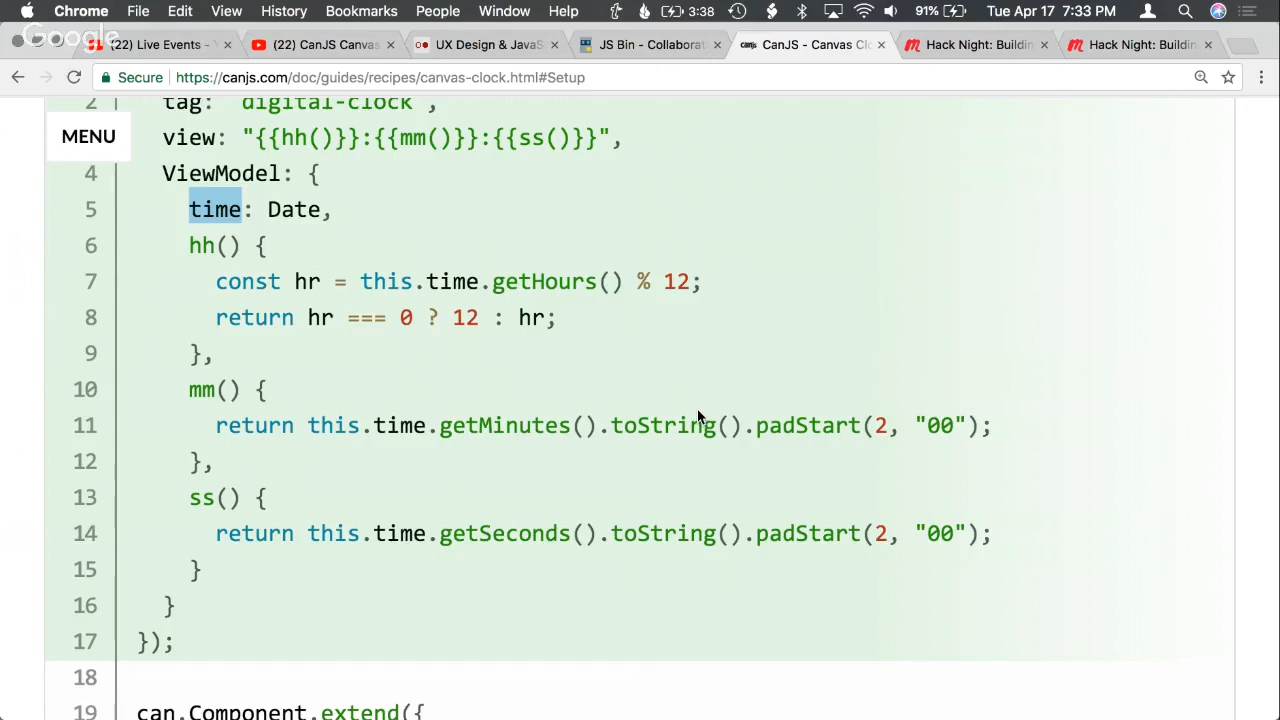 Chrome File Edit View History Bookmarks People Window Help 3:38 91% Tue Apr 17 7:33 PM
Google
(22) Live Events - Y × (22) CanJS Canvas × UX Design & JavaS × JS Bin - Collaborat × CanJS - Canvas Clo × Hack Night: Buildin × Hack Night: Buildin ×
Secure https://canjs.com/doc/guides/recipes/canvas-clock.html#Setup
2 tag: "digital-clock",
MENU view: "{{hh()}}:{{mm()}}:{{ss()}}",
4 ViewModel: {
5 time: Date,
6 hh() {
7 const hr = this.time.getHours() % 12;
8 return hr === 0 ? 12 : hr;
9 },
10 mm() {
11 return this.time.getMinutes().toString().padStart(2, "00");
12 },
13 ss() {
14 return this.time.getSeconds().toString().padStart(2, "00");
15 }
16 }
17 });
18
19 can.Component.extend({